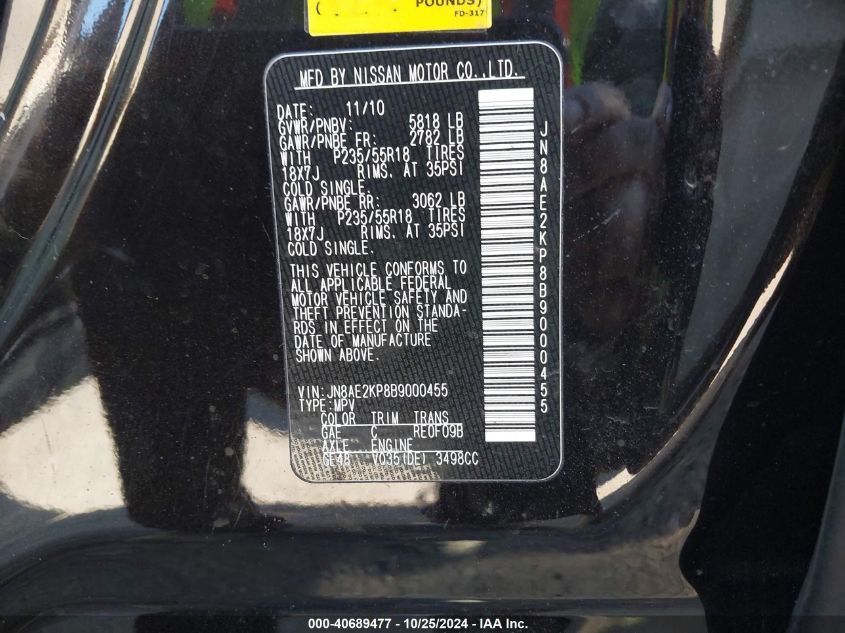 ( POUNDS)
FD-317
MFD BY NISSAN MOTOR CO.,LTD.
DATE: 11/10
GVWR/PNBV: 5818 LB
GAWR/PNBE FR: 2782 LB
WITH P235/55R18 TIRES
18X7J RIMS. AT 35PSI
COLD SINGLE.
GAWR/PNBE RR: 3062 LB
WITH P235/55R18 TIRES
18X7J RIMS. AT 35PSI
COLD SINGLE.
THIS VEHICLE CONFORMS TO
ALL APPLICABLE FEDERAL
MOTOR VEHICLE SAFETY AND
THEFT PREVENTION STANDA-
RDS IN EFFECT ON THE
DATE OF MANUFACTURE
SHOWN ABOVE.
VIN:JN8AE2KP8B9000455
TYPE:MPV
COLOR TRIM TRANS
GAE C RE0F09B
AXLE ENGINE
GE48 VQ35(DE) 3498CC
JN8AE2KP8B9000455
000-40689477 - 10/25/2024 - IAA Inc.